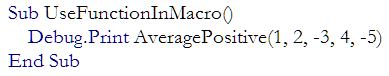 Sub UseFunctionInMacro()
    Debug.Print AveragePositive(1, 2, -3, 4, -5)
End Sub